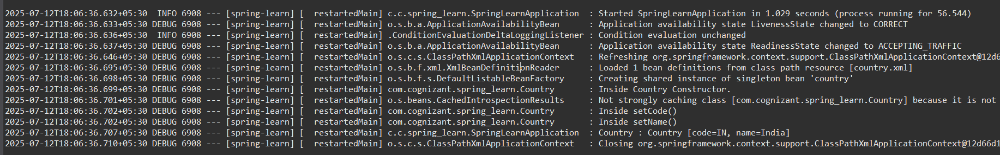 2025-07-12T18:06:36.632+05:30  INFO 6908 --- [spring-learn] [  restartedMain] c.c.spring_learn.SpringLearnApplication  : Started SpringLearnApplication in 1.029 seconds (process running for 56.544)
2025-07-12T18:06:36.633+05:30 DEBUG 6908 --- [spring-learn] [  restartedMain] o.s.b.a.ApplicationAvailabilityBean      : Application availability state LivenessState changed to CORRECT
2025-07-12T18:06:36.636+05:30  INFO 6908 --- [spring-learn] [  restartedMain] .ConditionEvaluationDeltaLoggingListener : Condition evaluation unchanged
2025-07-12T18:06:36.637+05:30 DEBUG 6908 --- [spring-learn] [  restartedMain] o.s.b.a.ApplicationAvailabilityBean      : Application availability state ReadinessState changed to ACCEPTING_TRAFFIC
2025-07-12T18:06:36.646+05:30 DEBUG 6908 --- [spring-learn] [  restartedMain] o.s.c.s.ClassPathXmlApplicationContext   : Refreshing org.springframework.context.support.ClassPathXmlApplicationContext@12d6
2025-07-12T18:06:36.695+05:30 DEBUG 6908 --- [spring-learn] [  restartedMain] o.s.b.f.xml.XmlBeanDefinitionReader      : Loaded 1 bean definitions from class path resource [country.xml]
2025-07-12T18:06:36.698+05:30 DEBUG 6908 --- [spring-learn] [  restartedMain] o.s.b.f.s.DefaultListableBeanFactory     : Creating shared instance of singleton bean 'country'
2025-07-12T18:06:36.699+05:30 DEBUG 6908 --- [spring-learn] [  restartedMain] com.cognizant.spring_learn.Country       : Inside Country Constructor.
2025-07-12T18:06:36.701+05:30 DEBUG 6908 --- [spring-learn] [  restartedMain] o.s.beans.CachedIntrospectionResults     : Not strongly caching class [com.cognizant.spring_learn.Country] because it is not
2025-07-12T18:06:36.702+05:30 DEBUG 6908 --- [spring-learn] [  restartedMain] com.cognizant.spring_learn.Country       : Inside setCode()
2025-07-12T18:06:36.702+05:30 DEBUG 6908 --- [spring-learn] [  restartedMain] com.cognizant.spring_learn.Country       : Inside setName()
2025-07-12T18:06:36.707+05:30 DEBUG 6908 --- [spring-learn] [  restartedMain] c.c.spring_learn.SpringLearnApplication  : Country : Country [code=IN, name=India]
2025-07-12T18:06:36.710+05:30 DEBUG 6908 --- [spring-learn] [  restartedMain] o.s.c.s.ClassPathXmlApplicationContext   : Closing org.springframework.context.support.ClassPathXmlApplicationContext@12d66d1